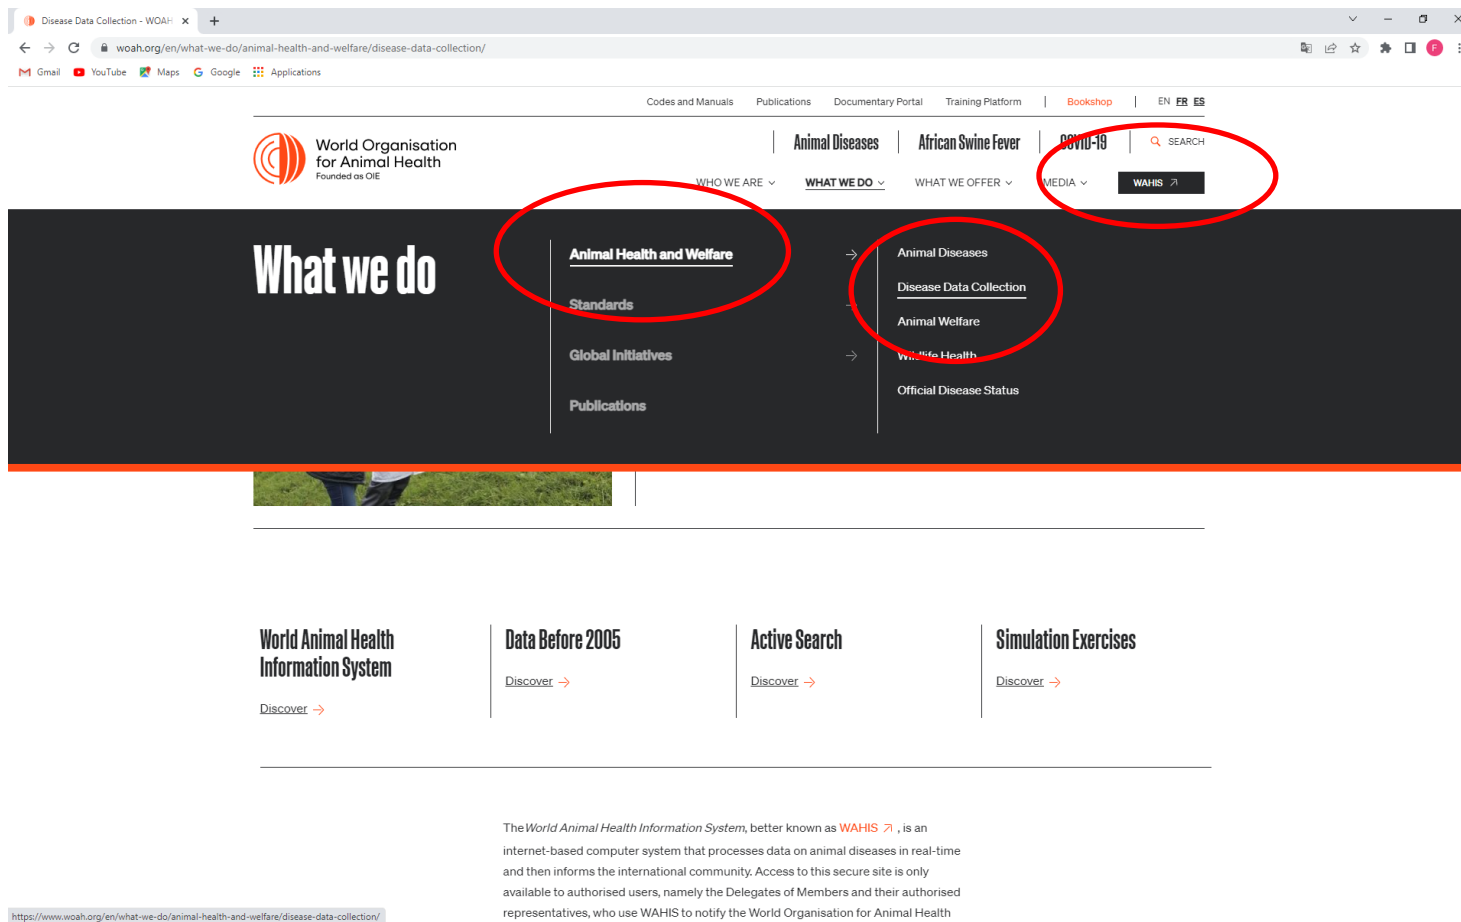 Disease Data Collection - WOAH
woah.org/en/what-we-do/animal-health-and-welfare/disease-data-collection/
F
Gmail YouTube Maps Google Applications
Codes and Manuals Publications Documentary Portal Training Platform Bookshop EN FR ES
World Organisation
for Animal Health
Founded as OIE
Animal Diseases African Swine Fever COVID-19 SEARCH
WHO WE ARE WHAT WE DO WHAT WE OFFER MEDIA WAHIS
What we do
Animal Health and Welfare
Standards
Global Initiatives
Publications
Animal Diseases
Disease Data Collection
Animal Welfare
Wildlife Health
Official Disease Status
World Animal Health
Information System
Discover
Data Before 2005
Discover
Active Search
Discover
Simulation Exercises
Discover
The World Animal Health Information System, better known as WAHIS , is an
internet-based computer system that processes data on animal diseases in real-time
and then informs the international community. Access to this secure site is only
available to authorised users, namely the Delegates of Members and their authorised
representatives, who use WAHIS to notify the World Organisation for Animal Health
https://www.woah.org/en/what-we-do/animal-health-and-welfare/disease-data-collection/